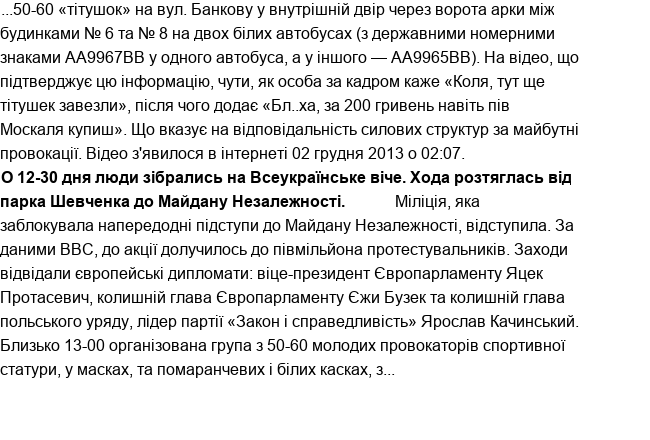 ...50-60 «тітушок» на вул. Банкову у внутрішній двір через ворота арки між
будинками № 6 та № 8 на двох білих автобусах (з державними номерними
знаками АА9967ВВ у одного автобуса, а у іншого — АА9965ВВ). На відео, що
підтверджує цю інформацію, чути, як особа за кадром каже «Коля, тут ще
тітушек завезли», після чого додає «Бл..ха, за 200 гривень навіть пів
Москаля купиш». Що вказує на відповідальність силових структур за майбутні
провокації. Відео з'явилося в інтернеті 02 грудня 2013 о 02:07.
О 12-30 дня люди зібрались на Всеукраїнське віче. Хода розтяглась від
парка Шевченка до Майдану Незалежності. Міліція, яка
заблокувала напередодні підступи до Майдану Незалежності, відступила. За
даними BBC, до акції долучилось до півмільйона протестувальників. Заходи
відвідали європейські дипломати: віце-президент Європарламенту Яцек
Протасевич, колишній глава Європарламенту Єжи Бузек та колишній глава
польського уряду, лідер партії «Закон і справедливість» Ярослав Качинський.
Близько 13-00 організована група з 50-60 молодих провокаторів спортивної
статури, у масках, та помаранчевих і білих касках, з...